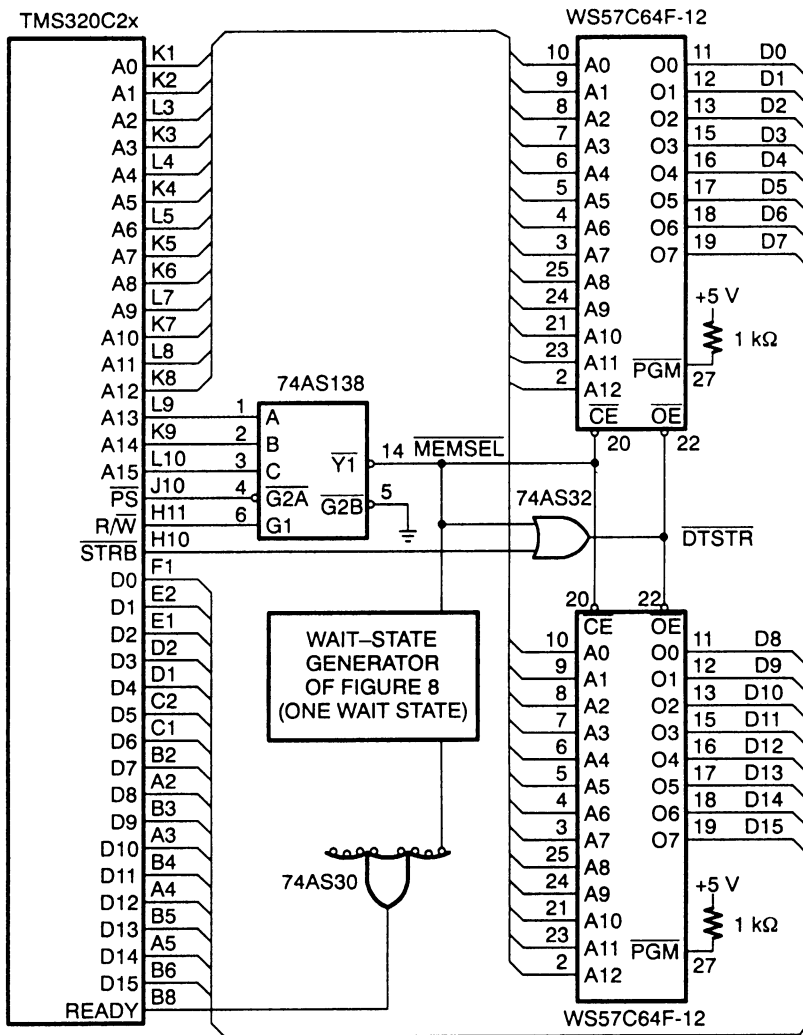 TMS320C2x
A0 K1
A1 K2
A2 L3
A3 K3
A4 L4
A5 K4
A6 L5
A7 K5
A8 K6
A9 L7
A10 K7
A11 L8
A12 K8
A13 L9
A14 K9
A15 L10
PS J10
R/W H11
STRB H10
D0 F1
D1 E2
D2 E1
D3 D2
D4 D1
D5 C2
D6 C1
D7 B2
D8 A2
D9 B3
D10 A3
D11 B4
D12 A4
D13 B5
D14 A5
D15 B6
READY B8
74AS138
1 A
2 B
3 C
4 G2A
6 G1
Y1 14
G2B 5
MEMSEL
74AS32
DTSTR
WAIT–STATE
GENERATOR
OF FIGURE 8
(ONE WAIT STATE)
74AS30
WS57C64F-12
10 A0 O0 11 D0
9 A1 O1 12 D1
8 A2 O2 13 D2
7 A3 O3 15 D3
6 A4 O4 16 D4
5 A5 O5 17 D5
4 A6 O6 18 D6
3 A7 O7 19 D7
25 A8
24 A9
21 A10
23 A11
2 A12
+5 V
1 kΩ
PGM 27
CE OE
20 22
20 22
CE OE
10 A0 O0 11 D8
9 A1 O1 12 D9
8 A2 O2 13 D10
7 A3 O3 15 D11
6 A4 O4 16 D12
5 A5 O5 17 D13
4 A6 O6 18 D14
3 A7 O7 19 D15
25 A8
24 A9
21 A10
23 A11
2 A12
+5 V
1 kΩ
PGM 27
WS57C64F-12